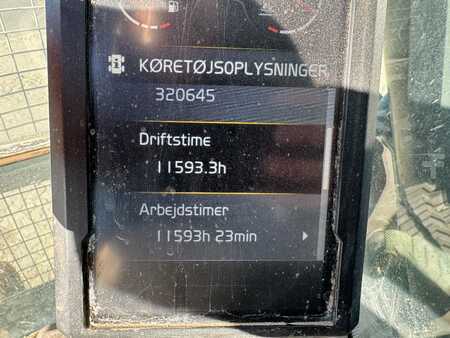 KØRETØJSOPLYSNINGER
320645
Driftstime
11593.3h
Arbejdstimer
11593h 23min